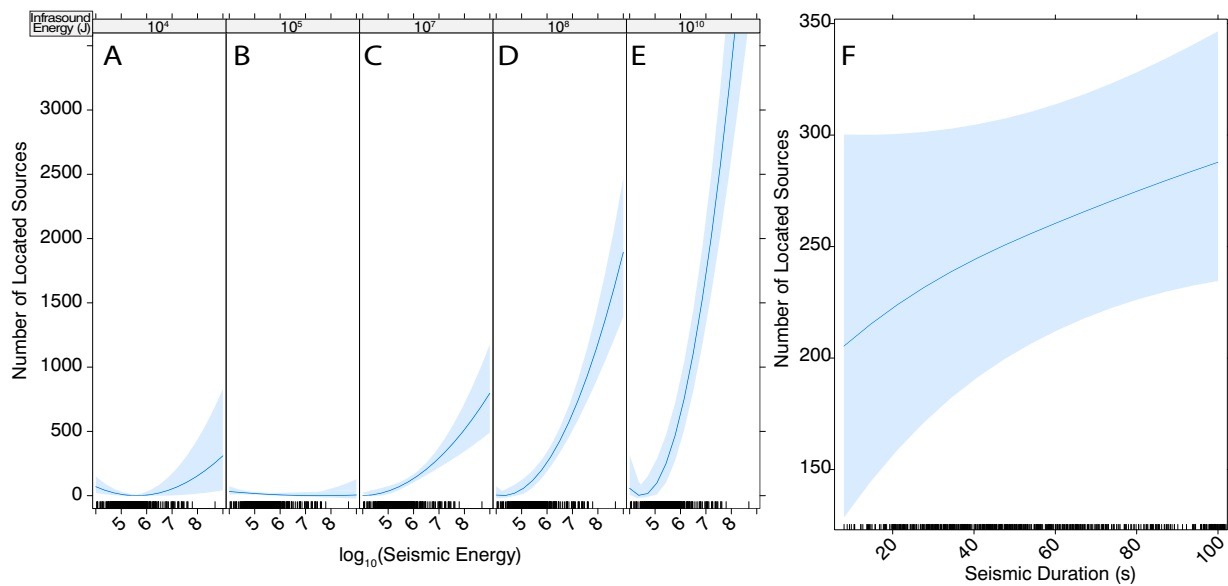 Infrasound
Energy (J)
10⁴
10⁵
10⁷
10⁸
10¹⁰
A
B
C
D
E
F
Number of Located Sources
3000
2500
2000
1500
1000
500
0
5 6 7 8
5 6 7 8
5 6 7 8
5 6 7 8
5 6 7 8
log₁₀(Seismic Energy)
Number of Located Sources
350
300
250
200
150
20 40 60 80 100
Seismic Duration (s)